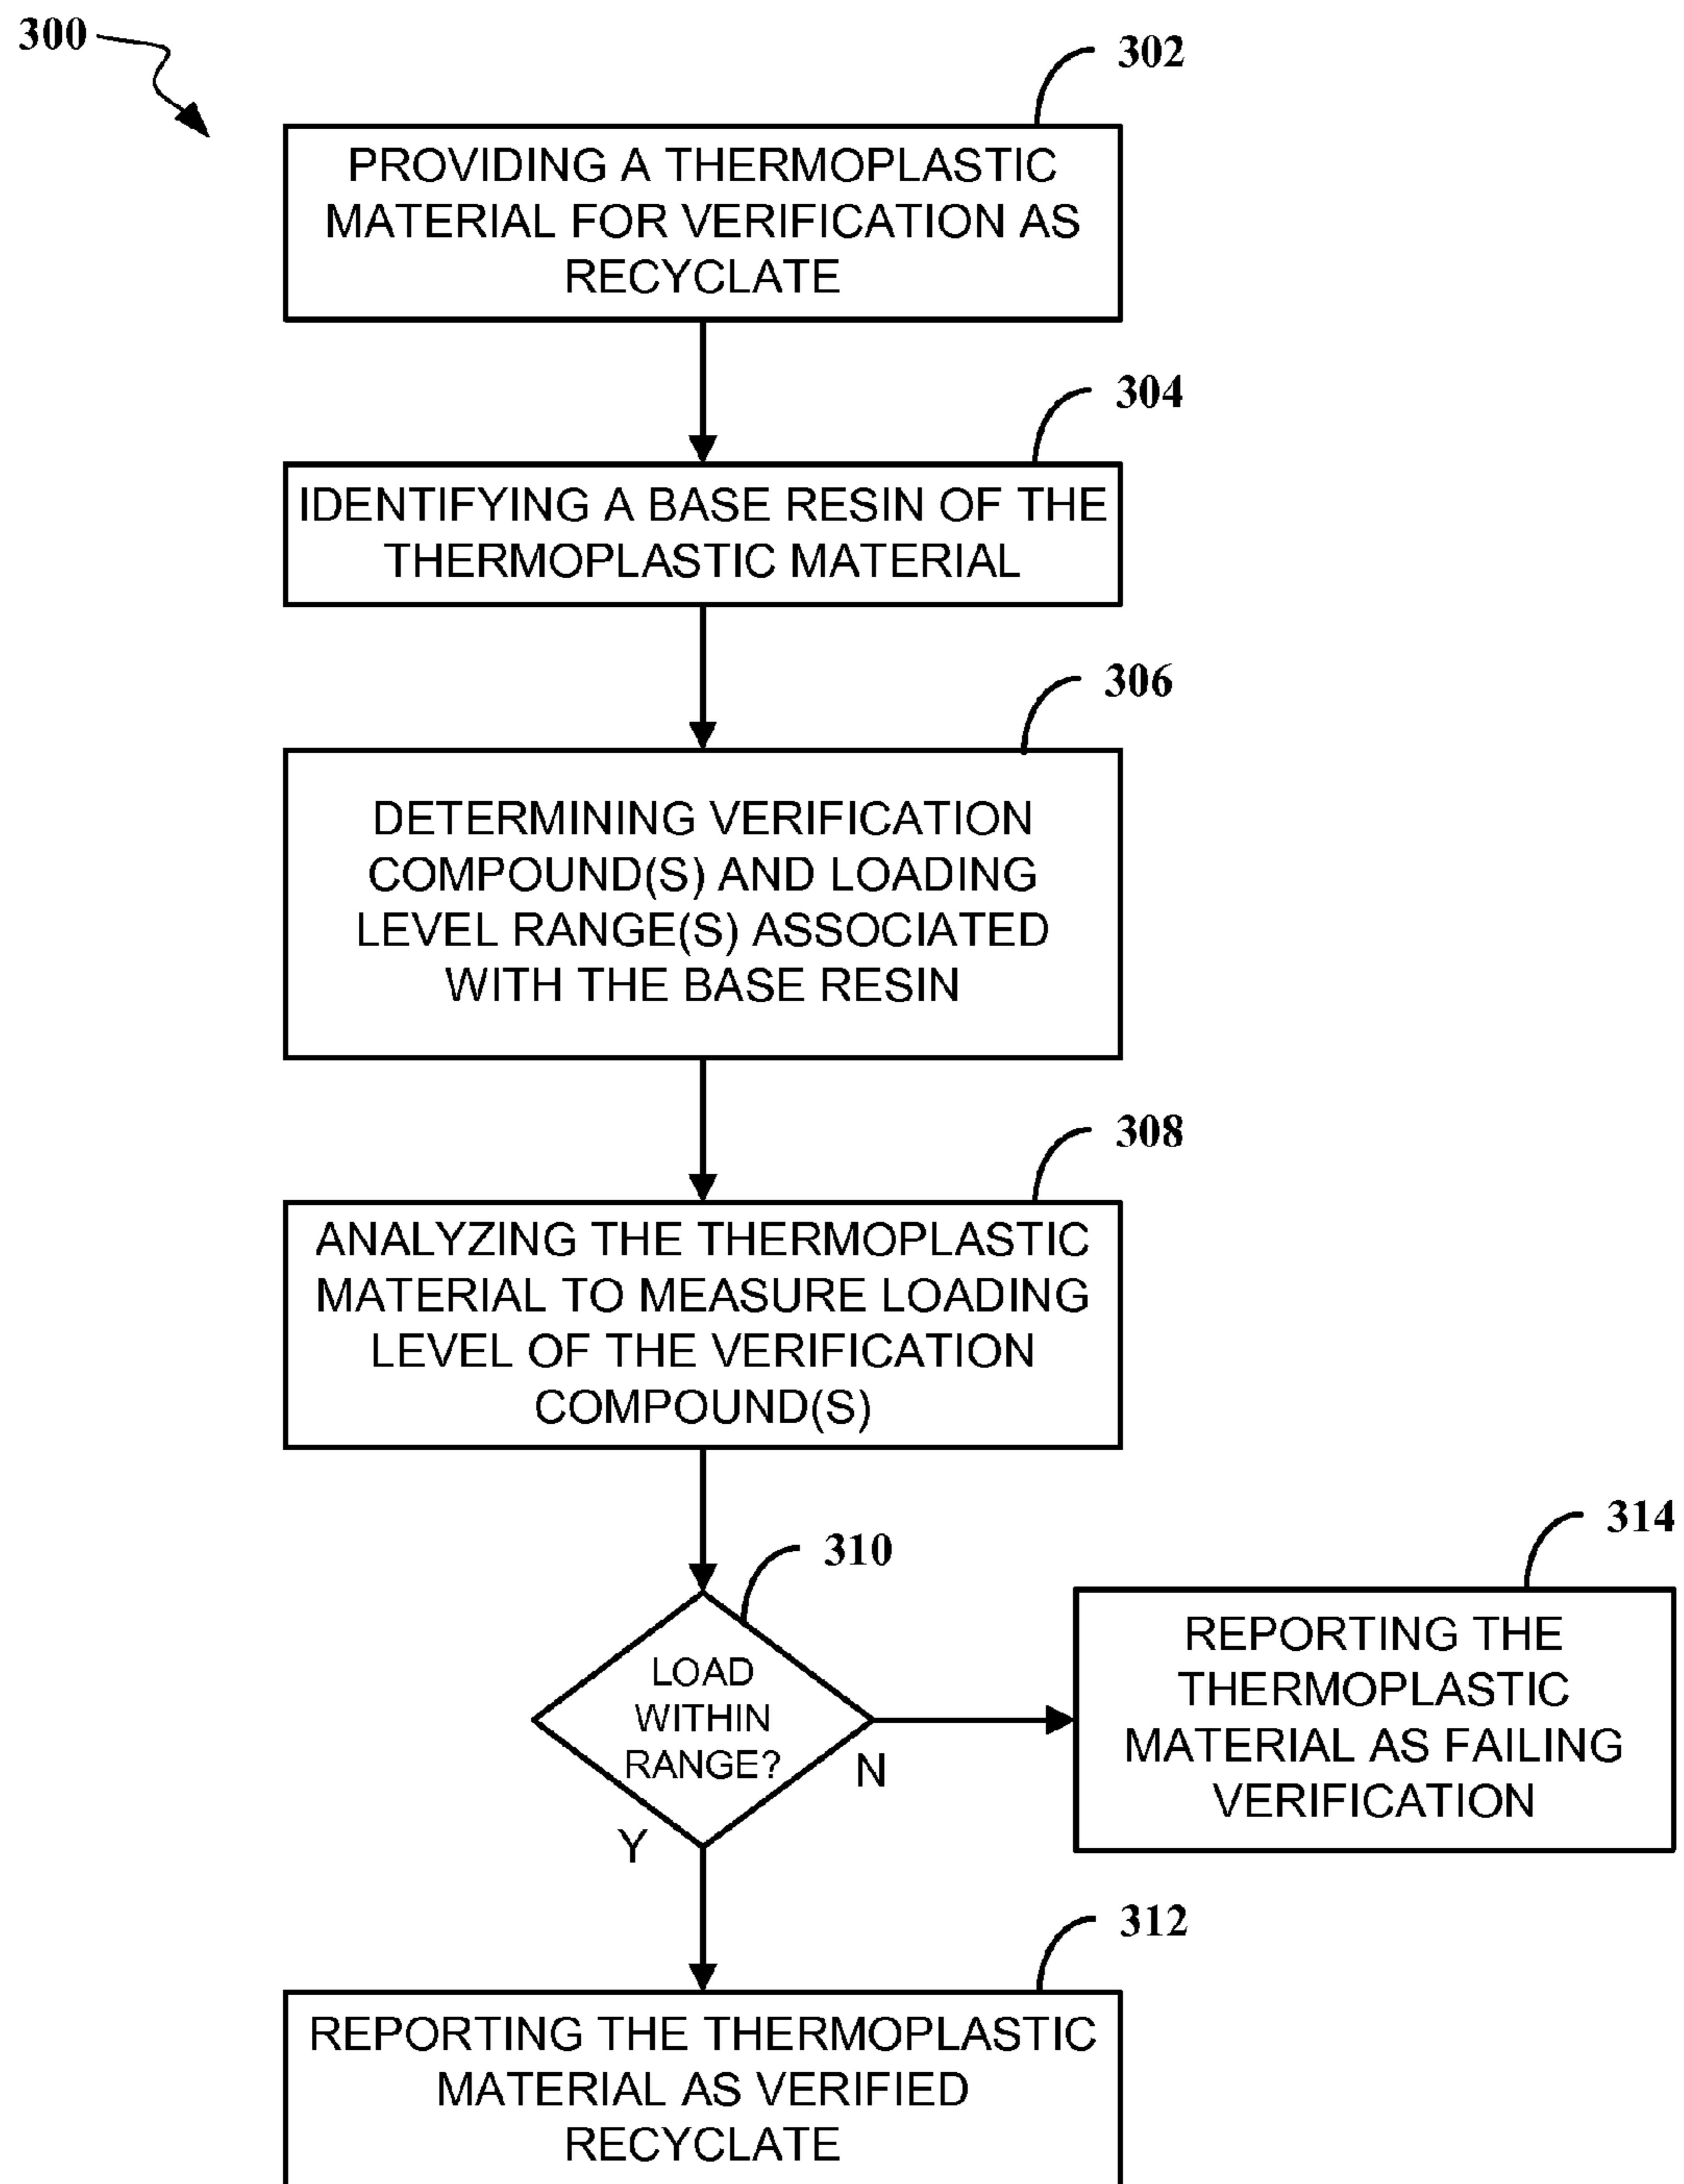 300
302
PROVIDING A THERMOPLASTIC
MATERIAL FOR VERIFICATION AS
RECYCLATE
304
IDENTIFYING A BASE RESIN OF THE
THERMOPLASTIC MATERIAL
306
DETERMINING VERIFICATION
COMPOUND(S) AND LOADING
LEVEL RANGE(S) ASSOCIATED
WITH THE BASE RESIN
308
ANALYZING THE THERMOPLASTIC
MATERIAL TO MEASURE LOADING
LEVEL OF THE VERIFICATION
COMPOUND(S)
310
LOAD
WITHIN
RANGE?
N
Y
314
REPORTING THE
THERMOPLASTIC
MATERIAL AS FAILING
VERIFICATION
312
REPORTING THE THERMOPLASTIC
MATERIAL AS VERIFIED
RECYCLATE